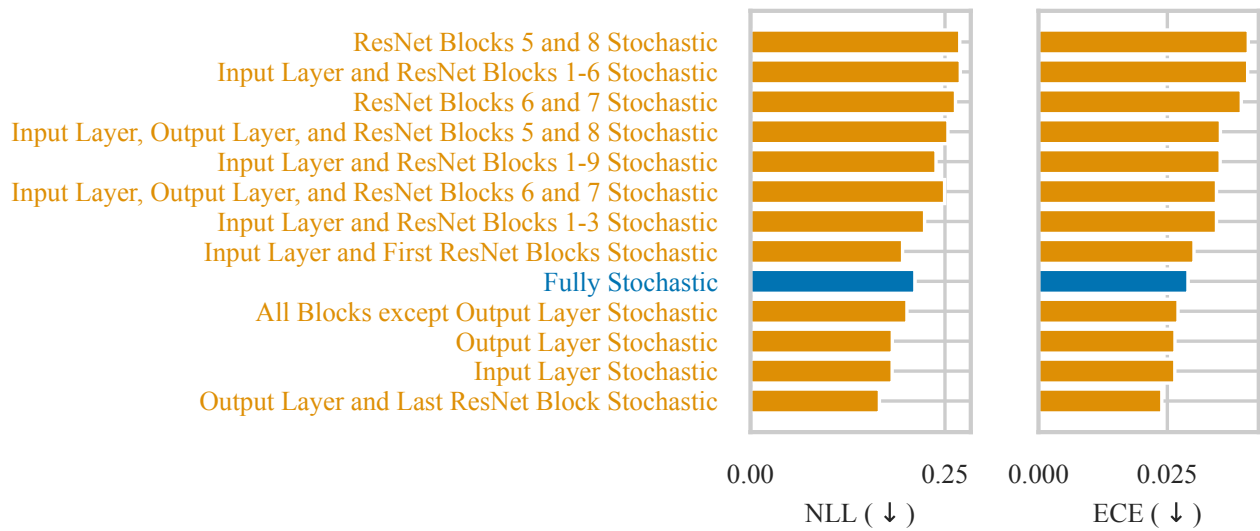 ResNet Blocks 5 and 8 Stochastic
Input Layer and ResNet Blocks 1-6 Stochastic
ResNet Blocks 6 and 7 Stochastic
Input Layer, Output Layer, and ResNet Blocks 5 and 8 Stochastic
Input Layer and ResNet Blocks 1-9 Stochastic
Input Layer, Output Layer, and ResNet Blocks 6 and 7 Stochastic
Input Layer and ResNet Blocks 1-3 Stochastic
Input Layer and First ResNet Blocks Stochastic
Fully Stochastic
All Blocks except Output Layer Stochastic
Output Layer Stochastic
Input Layer Stochastic
Output Layer and Last ResNet Block Stochastic
0.00 0.25 0.000 0.025
NLL ( ↓ ) ECE ( ↓ )